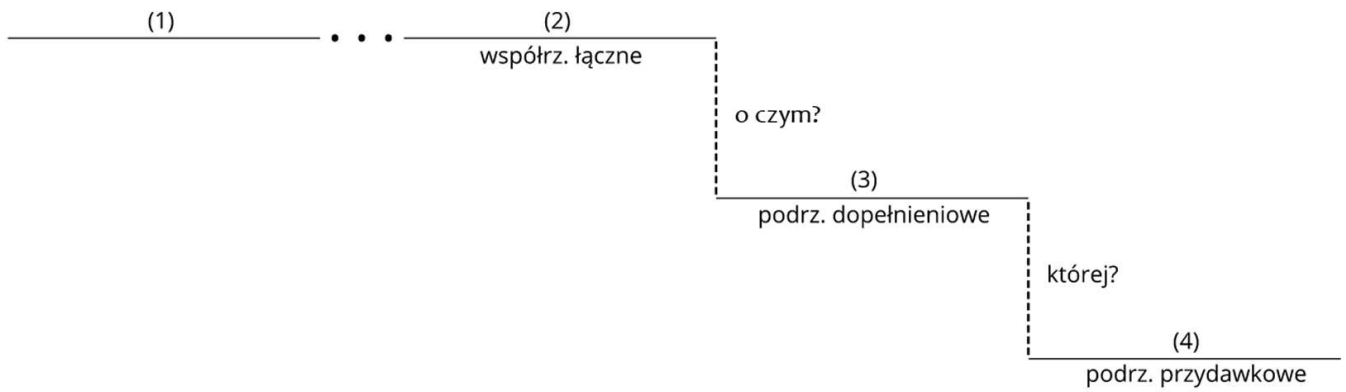 (1)
(2)
współrz. łączne
o czym?
(3)
podrz. dopełnieniowe
której?
(4)
podrz. przydawkowe